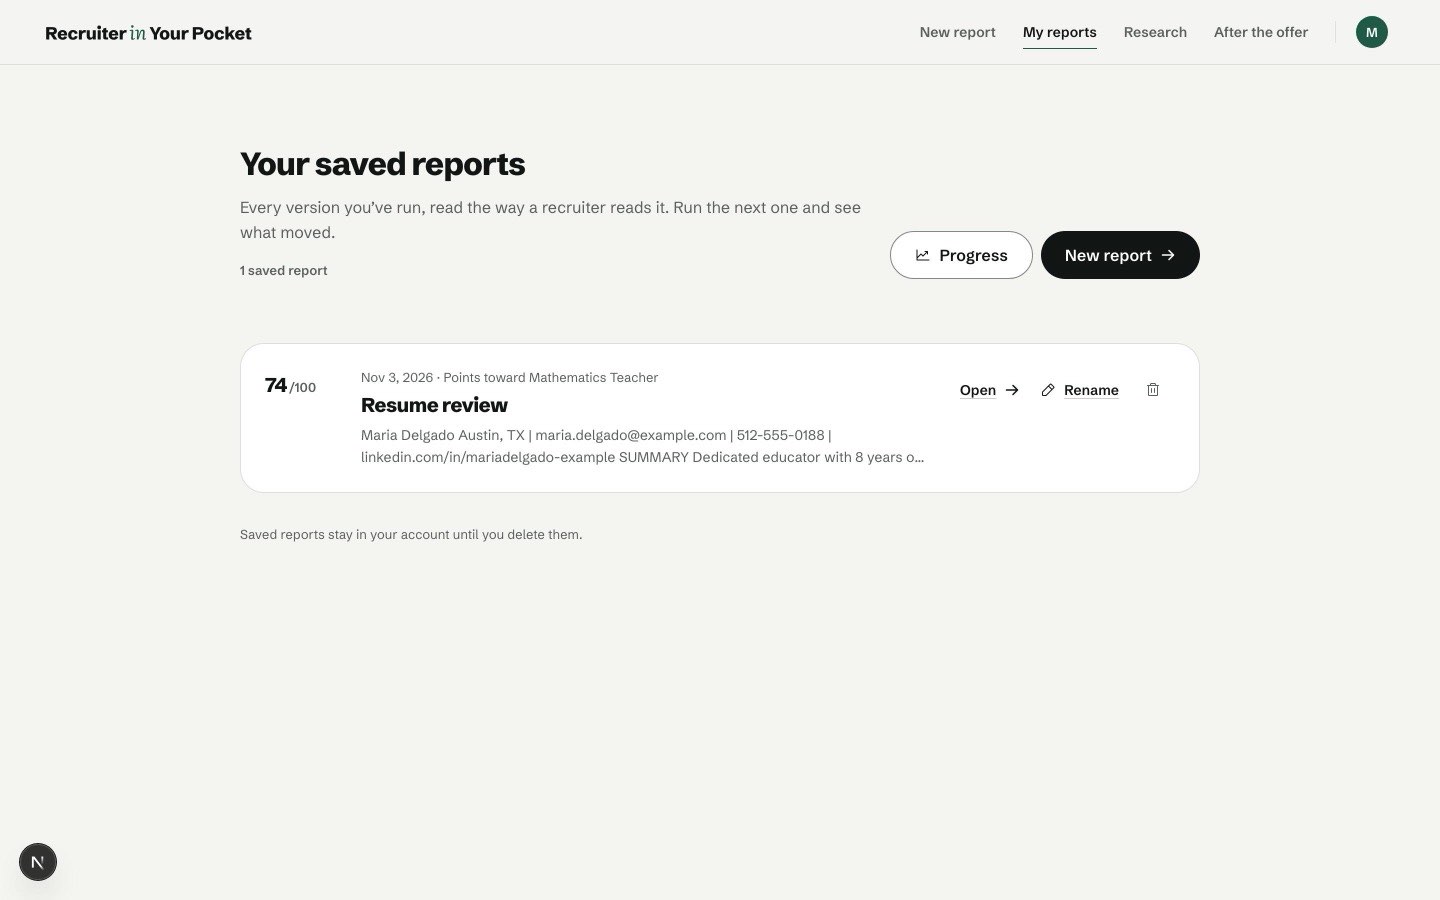 Recruiter in Your Pocket
New report
My reports
Research
After the offer
M
Your saved reports
Every version you’ve run, read the way a recruiter reads it. Run the next one and see
what moved.
1 saved report
Progress
New report →
74/100
Nov 3, 2026 · Points toward Mathematics Teacher
Resume review
Maria Delgado Austin, TX | maria.delgado@example.com | 512-555-0188 |
linkedin.com/in/mariadelgado-example SUMMARY Dedicated educator with 8 years o...
Open →
Rename
Saved reports stay in your account until you delete them.
N